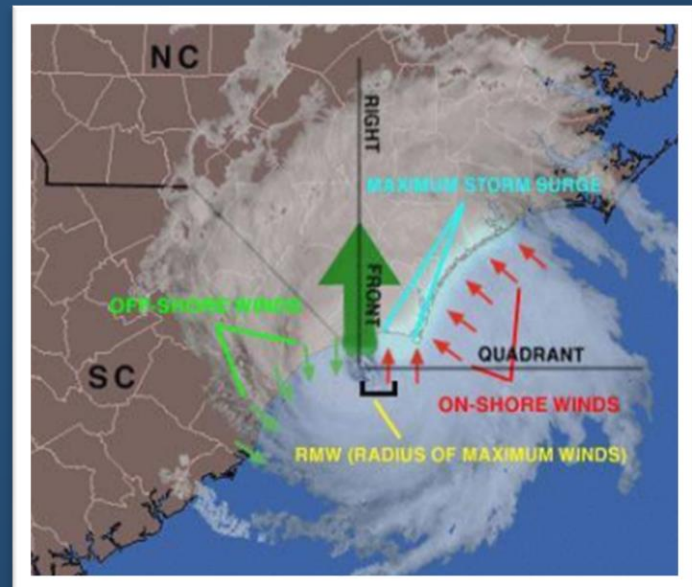 NC
RIGHT
MAXIMUM STORM SURGE
FRONT
OFF-SHORE WINDS
QUADRANT
SC
ON-SHORE WINDS
RMW (RADIUS OF MAXIMUM WINDS)